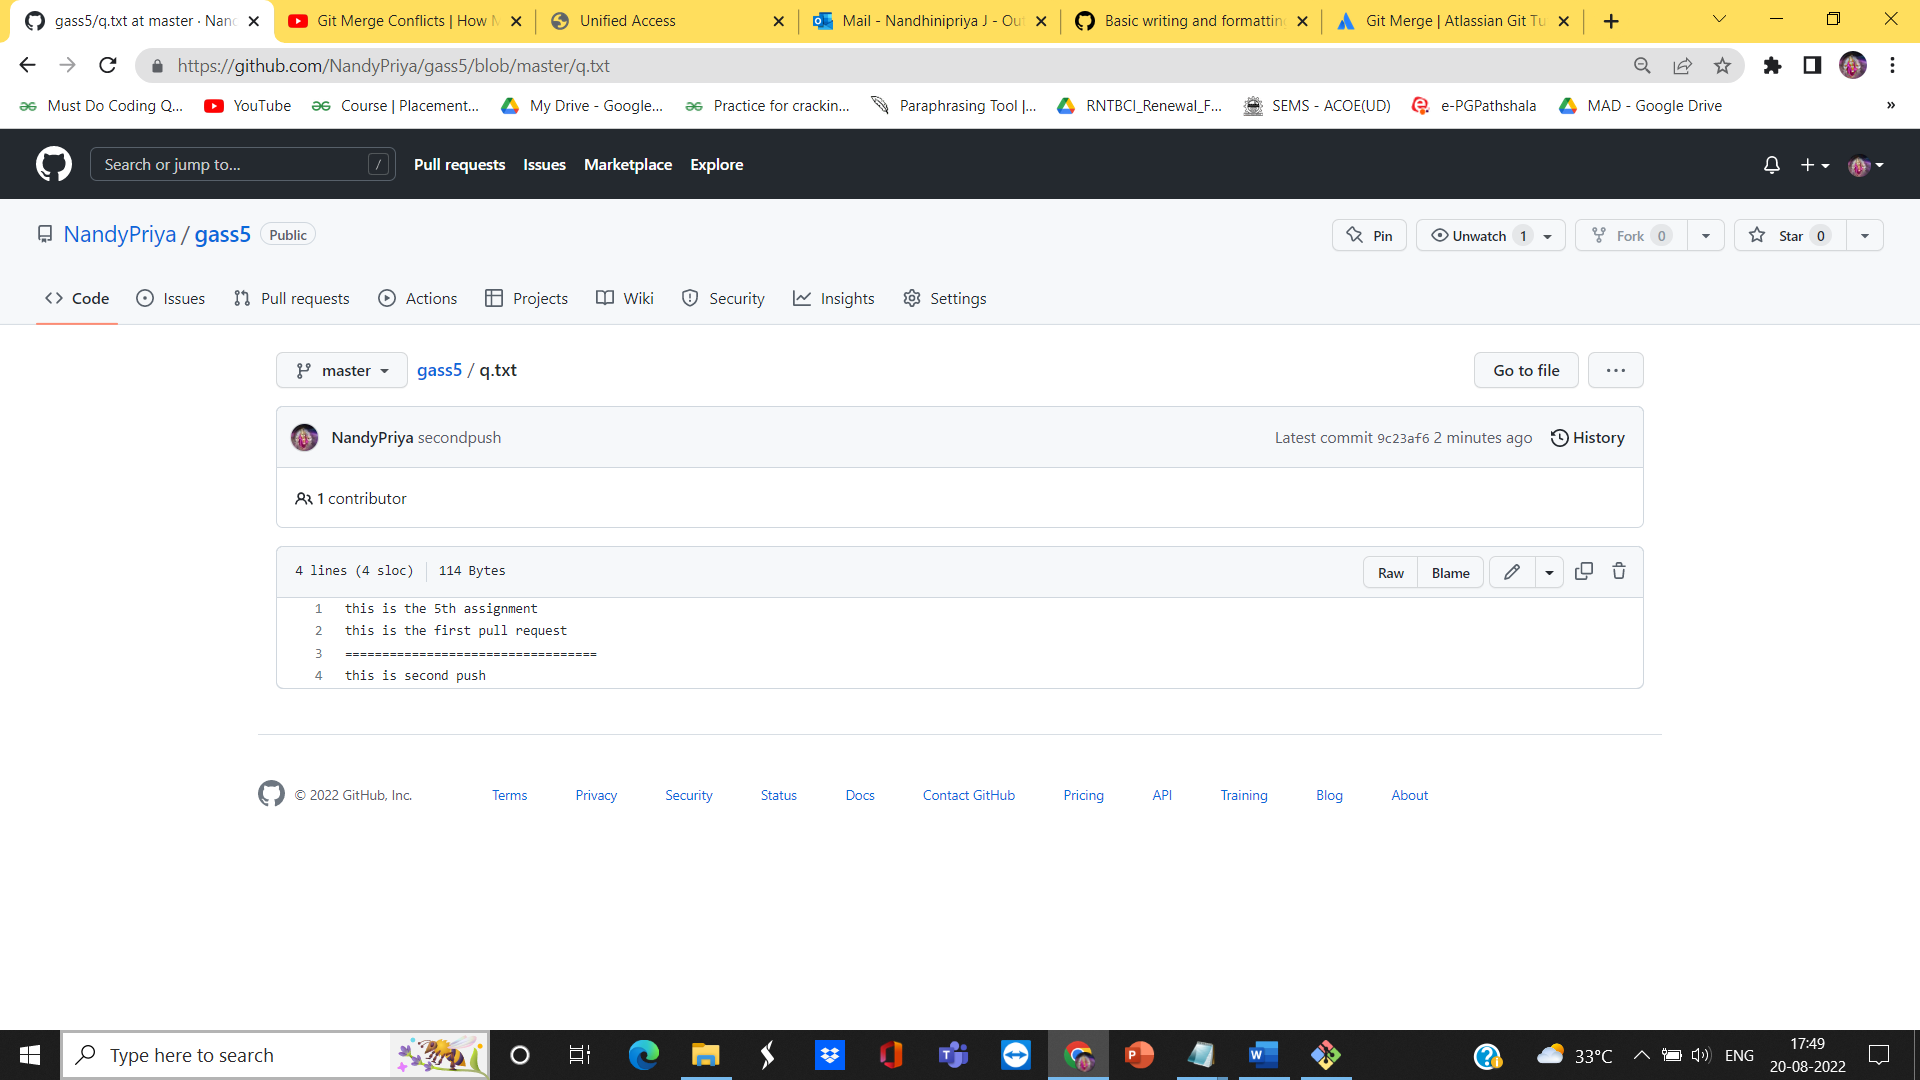 gass5/q.txt at master · Nand
Git Merge Conflicts | How M
Unified Access
Mail - Nandhinipriya J - Out
Basic writing and formatting
Git Merge | Atlassian Git Tu
https://github.com/NandyPriya/gass5/blob/master/q.txt
Must Do Coding Q...
YouTube
Course | Placement...
My Drive - Google...
Practice for crackin...
Paraphrasing Tool |...
RNTBCI_Renewal_F...
SEMS - ACOE(UD)
e-PGPathshala
MAD - Google Drive
»
Search or jump to... /
Pull requests
Issues
Marketplace
Explore
NandyPriya / gass5 Public
Pin
Unwatch 1
Fork 0
Star 0
Code
Issues
Pull requests
Actions
Projects
Wiki
Security
Insights
Settings
master
gass5 / q.txt
Go to file
NandyPriya secondpush
Latest commit 9c23af6 2 minutes ago
History
1 contributor
4 lines (4 sloc) 114 Bytes
Raw
Blame
1 this is the 5th assignment
2 this is the first pull request
3 ==================================
4 this is second push
© 2022 GitHub, Inc.
Terms
Privacy
Security
Status
Docs
Contact GitHub
Pricing
API
Training
Blog
About
Type here to search
33°C
ENG
17:49
20-08-2022